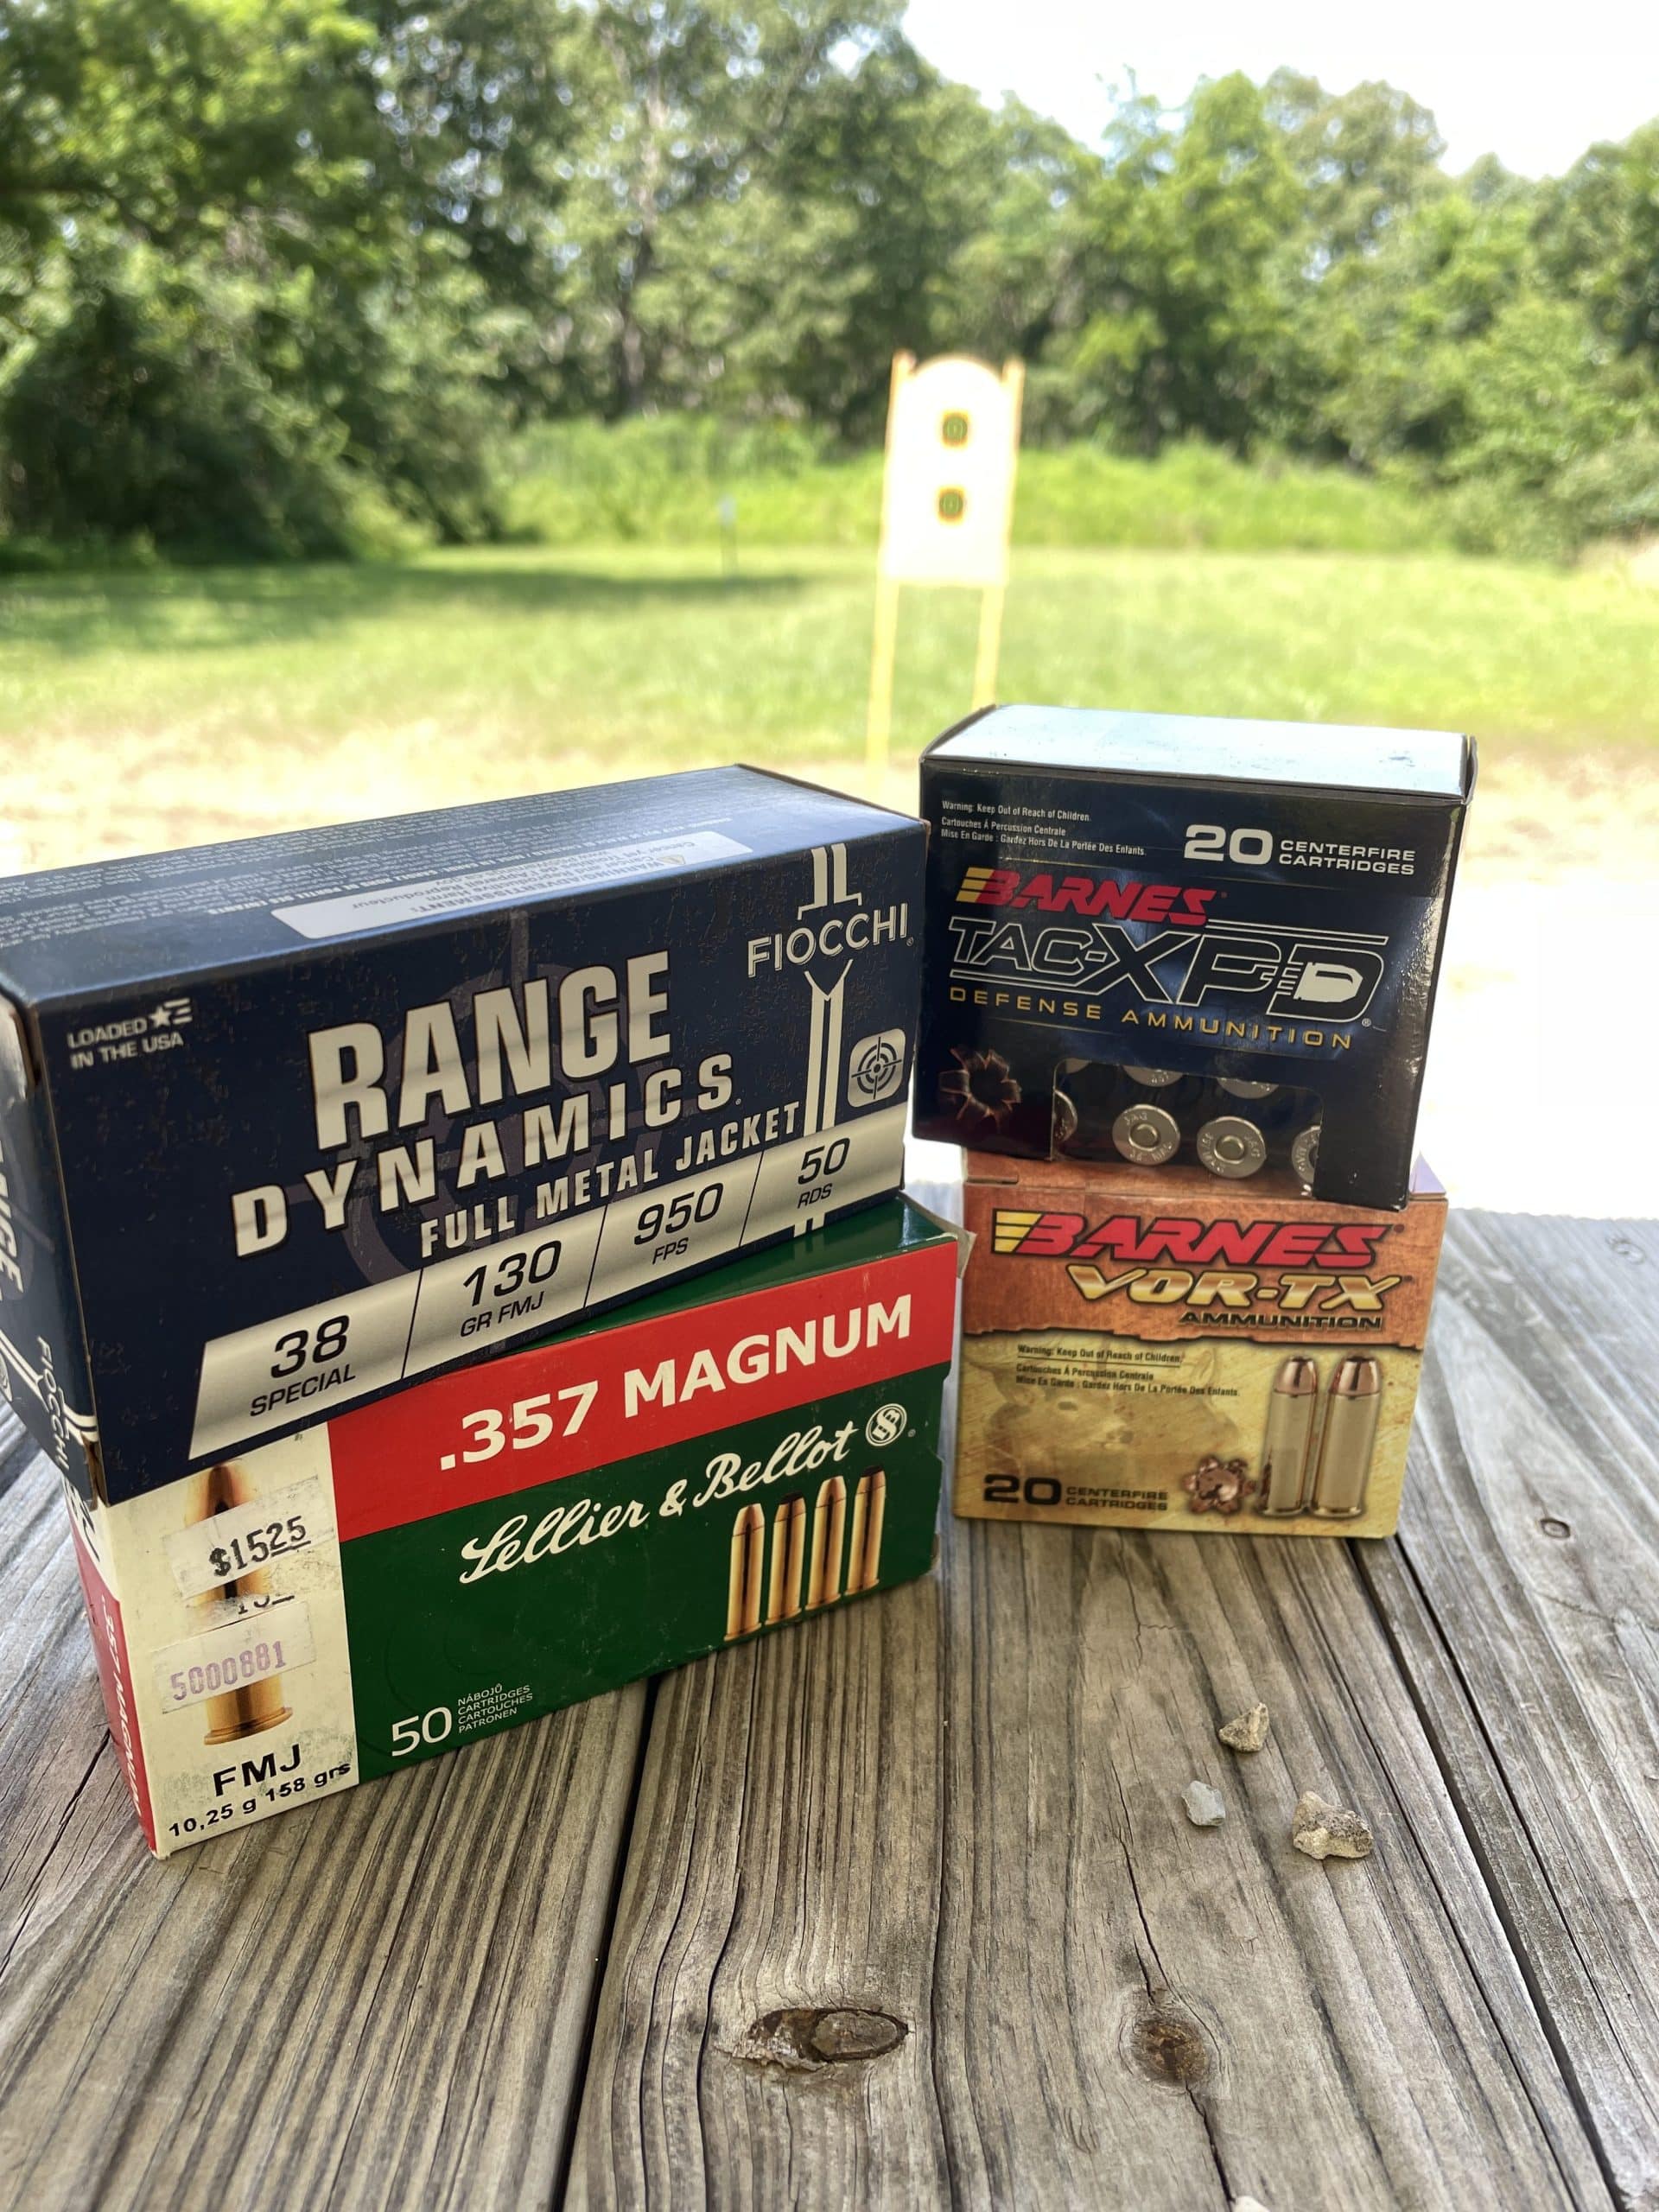 LOADED
IN THE USA
FIOCCHI
RANGE
DYNAMICS
FULL METAL JACKET
38
SPECIAL
130
GR FMJ
950
FPS
50
RDS
FIOCCHI
.357 MAGNUM
Sellier & Bellot
$1525
5000881
FMJ
10,25 g 158 grs
50
NÁBOJŮ
CARTRIDGES
CARTOUCHES
PATRONEN
.357 MAGNUM
Warning: Keep Out of Reach of Children.
Cartouches À Percussion Centrale
Mise En Garde : Gardez Hors De La Portée Des Enfants.
20 CENTERFIRE
CARTRIDGES
BARNES
TAC-XPD
DEFENSE AMMUNITION
BARNES
VOR-TX
AMMUNITION
Warning: Keep Out of Reach of Children.
Cartouches À Percussion Centrale
Mise En Garde : Gardez Hors De La Portée Des Enfants.
20 CENTERFIRE
CARTRIDGES